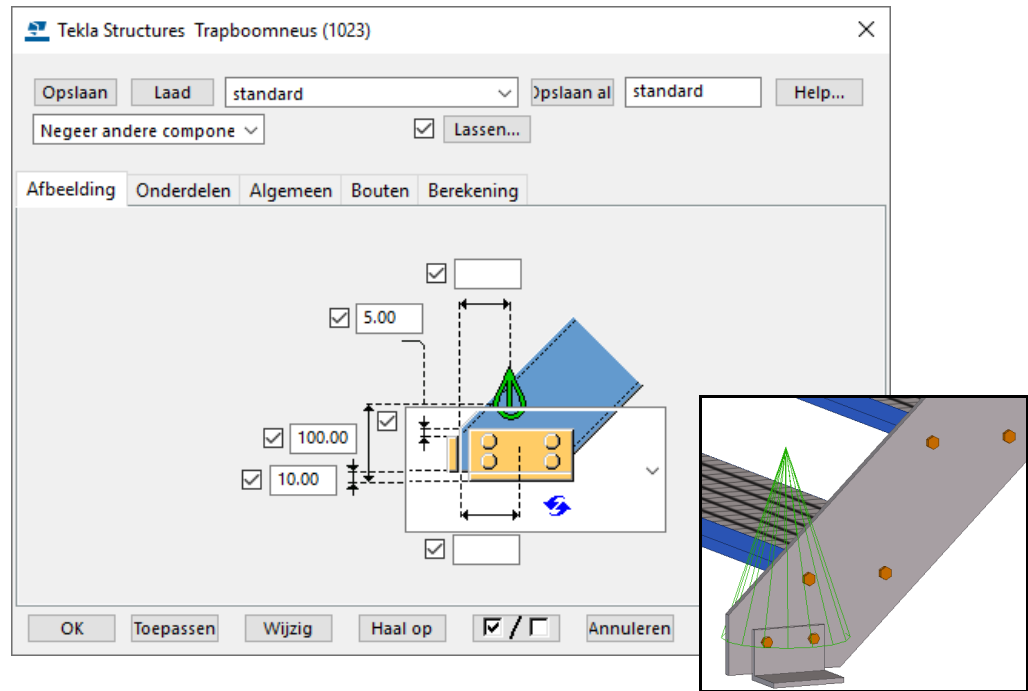 Tekla Structures Trapboomneus (1023)
Opslaan Laad standard Opslaan al standard Help...
Negeer andere compone Lassen...
Afbeelding Onderdelen Algemeen Bouten Berekening
5.00
100.00
10.00
OK Toepassen Wijzig Haal op / Annuleren